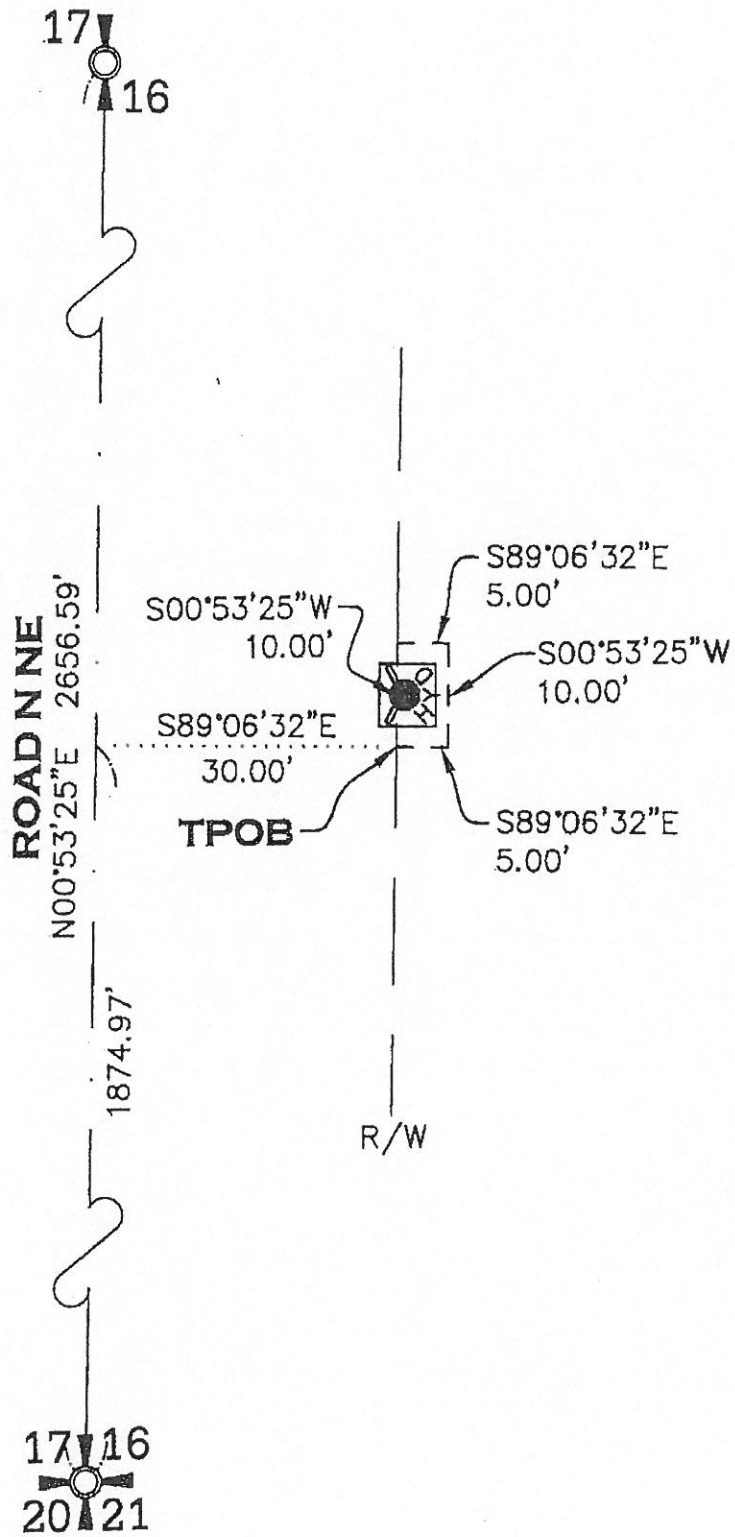 17
16
S89°06'32"E
5.00'
S00°53'25"W
10.00'
S00°53'25"W
10.00'
S89°06'32"E
30.00'
TPOB
S89°06'32"E
5.00'
ROAD N NE
N00°53'25"E 2656.59'
1874.97'
R/W
17 16
20 21